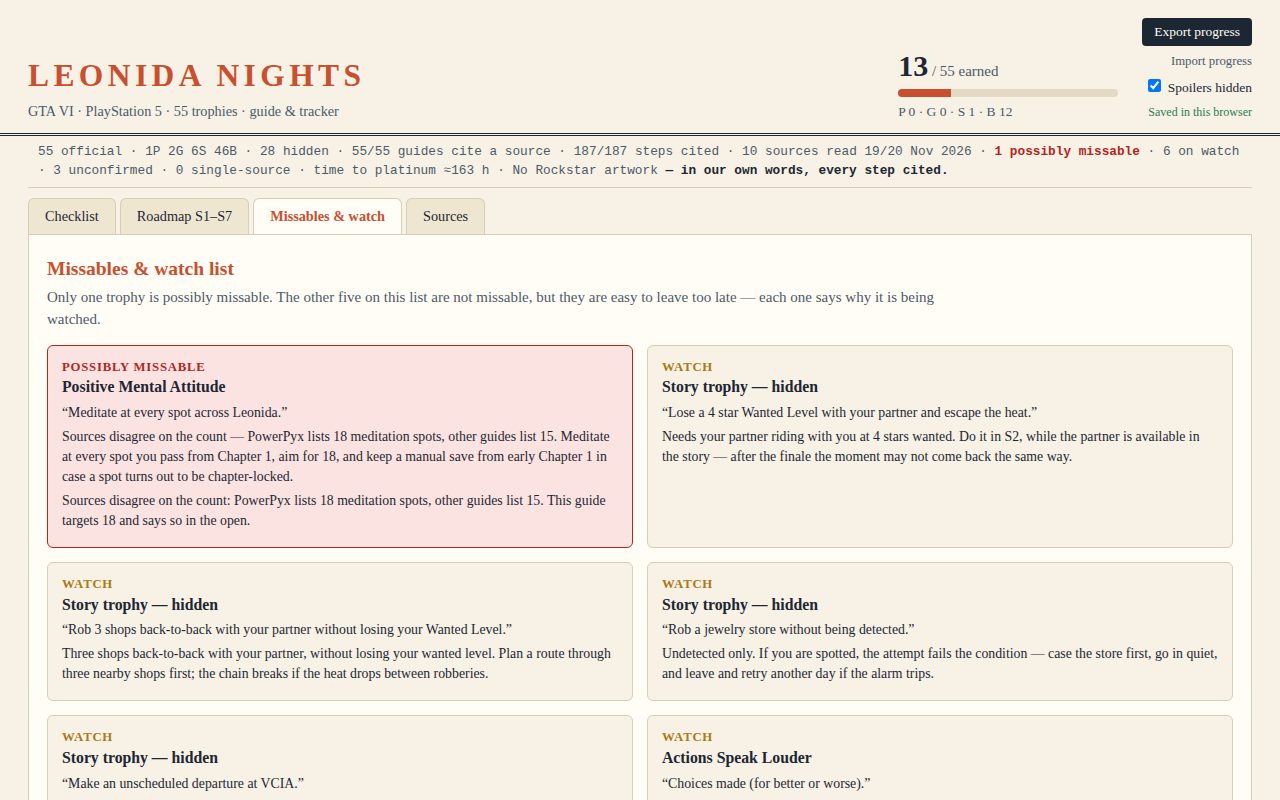 Export progress
LEONIDA NIGHTS
13 / 55 earned
Import progress
Spoilers hidden
GTA VI · PlayStation 5 · 55 trophies · guide & tracker
P 0 · G 0 · S 1 · B 12
Saved in this browser
55 official · 1P 2G 6S 46B · 28 hidden · 55/55 guides cite a source · 187/187 steps cited · 10 sources read 19/20 Nov 2026 · 1 possibly missable · 6 on watch
· 3 unconfirmed · 0 single-source · time to platinum ≈163 h · No Rockstar artwork — in our own words, every step cited.
Checklist
Roadmap S1–S7
Missables & watch
Sources
Missables & watch list
Only one trophy is possibly missable. The other five on this list are not missable, but they are easy to leave too late — each one says why it is being
watched.
POSSIBLY MISSABLE
Positive Mental Attitude
“Meditate at every spot across Leonida.”
Sources disagree on the count — PowerPyx lists 18 meditation spots, other guides list 15. Meditate
at every spot you pass from Chapter 1, aim for 18, and keep a manual save from early Chapter 1 in
case a spot turns out to be chapter-locked.
Sources disagree on the count: PowerPyx lists 18 meditation spots, other guides list 15. This guide
targets 18 and says so in the open.
WATCH
Story trophy — hidden
“Lose a 4 star Wanted Level with your partner and escape the heat.”
Needs your partner riding with you at 4 stars wanted. Do it in S2, while the partner is available in
the story — after the finale the moment may not come back the same way.
WATCH
Story trophy — hidden
“Rob 3 shops back-to-back with your partner without losing your Wanted Level.”
Three shops back-to-back with your partner, without losing your wanted level. Plan a route through
three nearby shops first; the chain breaks if the heat drops between robberies.
WATCH
Story trophy — hidden
“Rob a jewelry store without being detected.”
Undetected only. If you are spotted, the attempt fails the condition — case the store first, go in quiet,
and leave and retry another day if the alarm trips.
WATCH
Story trophy — hidden
“Make an unscheduled departure at VCIA.”
WATCH
Actions Speak Louder
“Choices made (for better or worse).”